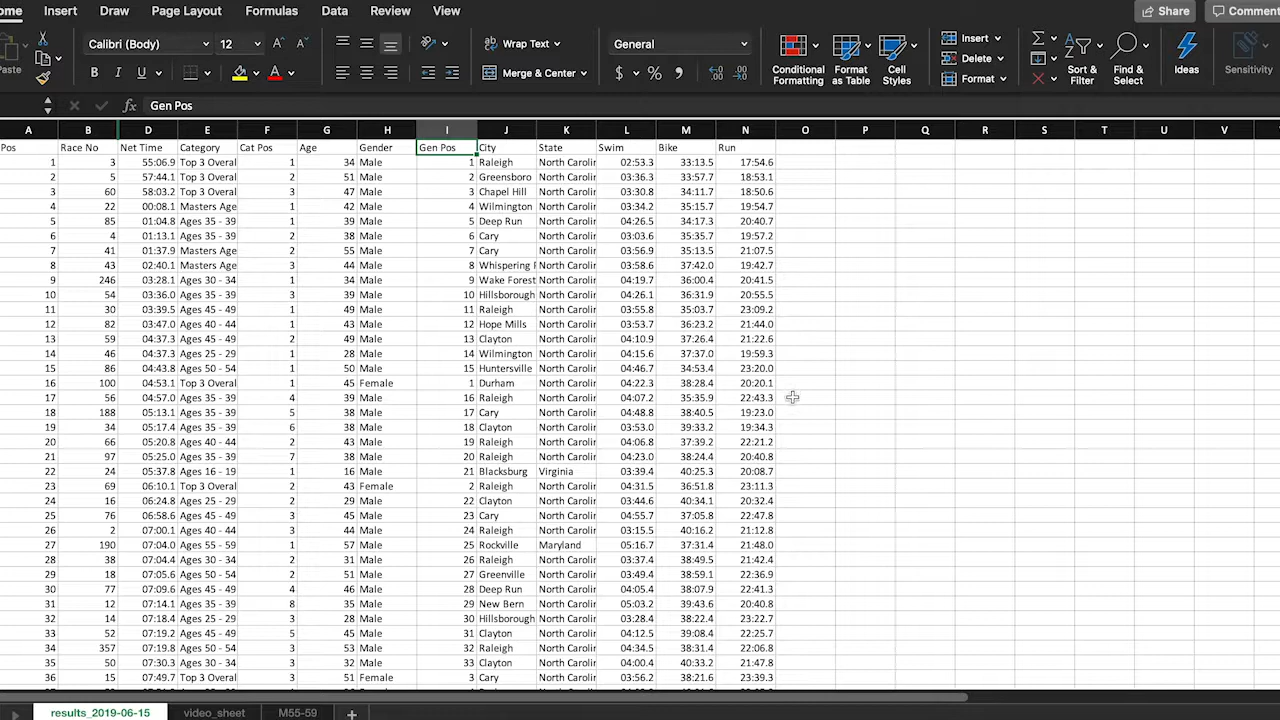 ome Insert Draw Page Layout Formulas Data Review View Share Comment
Paste Calibri (Body) 12 A A Wrap Text General Insert
B I U A Merge & Center $ % Conditional Formatting Format as Table Cell Styles Delete Format Sort & Filter Find & Select Ideas Sensitivity
fx Gen Pos
A B D E F G H I J K L M N O P Q R S T U V
Pos Race No Net Time Category Cat Pos Age Gender Gen Pos City State Swim Bike Run
1 3 55:06.9 Top 3 Overal 1 34 Male 1 Raleigh North Carolin 02:53.3 33:13.5 17:54.6
2 5 57:44.1 Top 3 Overal 2 51 Male 2 Greensboro North Carolin 03:36.3 33:57.7 18:53.1
3 60 58:03.2 Top 3 Overal 3 47 Male 3 Chapel Hill North Carolin 03:30.8 34:11.7 18:50.6
4 22 00:08.1 Masters Age 1 42 Male 4 Wilmington North Carolin 03:34.2 35:15.7 19:54.7
5 85 01:04.8 Ages 35 - 39 1 39 Male 5 Deep Run North Carolin 04:26.5 34:17.3 20:40.7
6 4 01:13.1 Ages 35 - 39 2 38 Male 6 Cary North Carolin 03:03.6 35:35.7 19:57.2
7 41 01:37.9 Masters Age 2 55 Male 7 Cary North Carolin 03:56.9 35:13.5 21:07.5
8 43 02:40.1 Masters Age 3 44 Male 8 Whispering North Carolin 03:58.6 37:42.0 19:42.7
9 246 03:28.1 Ages 30 - 34 1 34 Male 9 Wake Forest North Carolin 04:19.7 36:00.4 20:41.5
10 54 03:36.0 Ages 35 - 39 3 39 Male 10 Hillsborough North Carolin 04:26.1 36:31.9 20:55.5
11 30 03:39.5 Ages 45 - 49 1 49 Male 11 Raleigh North Carolin 03:55.8 35:03.7 23:09.2
12 82 03:47.0 Ages 40 - 44 1 43 Male 12 Hope Mills North Carolin 03:53.7 36:23.2 21:44.0
13 59 04:37.3 Ages 45 - 49 2 49 Male 13 Clayton North Carolin 04:10.9 37:26.4 21:22.6
14 46 04:37.3 Ages 25 - 29 1 28 Male 14 Wilmington North Carolin 04:15.6 37:37.0 19:59.3
15 86 04:43.8 Ages 50 - 54 1 50 Male 15 Huntersville North Carolin 04:46.7 34:53.4 23:20.0
16 100 04:53.1 Top 3 Overal 1 45 Female 1 Durham North Carolin 04:22.3 38:28.4 20:20.1
17 56 04:57.0 Ages 35 - 39 4 39 Male 16 Raleigh North Carolin 04:07.2 35:35.9 22:43.3
18 188 05:13.1 Ages 35 - 39 5 38 Male 17 Cary North Carolin 04:48.8 38:40.5 19:23.0
19 34 05:17.4 Ages 35 - 39 6 38 Male 18 Clayton North Carolin 03:53.0 39:33.2 19:34.3
20 66 05:20.8 Ages 40 - 44 2 43 Male 19 Raleigh North Carolin 04:06.8 37:39.2 22:21.2
21 97 05:25.0 Ages 35 - 39 7 38 Male 20 Raleigh North Carolin 04:23.0 38:24.4 20:40.8
22 24 05:37.8 Ages 16 - 19 1 16 Male 21 Blacksburg Virginia 03:39.4 40:25.3 20:08.7
23 69 06:10.1 Top 3 Overal 2 43 Female 2 Raleigh North Carolin 04:31.5 36:51.8 23:11.3
24 16 06:24.8 Ages 25 - 29 2 29 Male 22 Clayton North Carolin 03:44.6 40:34.1 20:32.4
25 76 06:58.6 Ages 45 - 49 3 45 Male 23 Cary North Carolin 04:55.7 37:05.8 22:47.8
26 2 07:00.1 Ages 40 - 44 3 44 Male 24 Raleigh North Carolin 03:15.5 40:16.2 21:12.8
27 190 07:04.0 Ages 55 - 59 1 57 Male 25 Rockville Maryland 05:16.7 37:31.4 21:48.0
28 38 07:04.4 Ages 30 - 34 2 31 Male 26 Raleigh North Carolin 03:37.4 38:49.5 21:42.4
29 18 07:05.6 Ages 50 - 54 2 51 Male 27 Greenville North Carolin 03:49.4 38:59.1 22:36.9
30 77 07:09.6 Ages 45 - 49 4 46 Male 28 Deep Run North Carolin 04:05.4 38:07.9 22:41.3
31 12 07:14.1 Ages 35 - 39 8 35 Male 29 New Bern North Carolin 05:03.2 39:43.6 20:40.8
32 14 07:18.4 Ages 25 - 29 3 28 Male 30 Hillsborough North Carolin 03:28.4 38:22.4 23:22.7
33 52 07:19.2 Ages 45 - 49 5 45 Male 31 Clayton North Carolin 04:12.5 39:08.4 22:25.7
34 357 07:19.8 Ages 50 - 54 3 53 Male 32 Raleigh North Carolin 04:34.5 38:31.4 22:06.8
35 50 07:30.3 Ages 30 - 34 3 32 Male 33 Clayton North Carolin 04:00.4 40:33.2 21:47.8
36 15 07:49.7 Top 3 Overal 3 51 Female 3 Cary North Carolin 03:56.2 38:21.6 23:39.3
results_2019-06-15 video_sheet M55-59 +